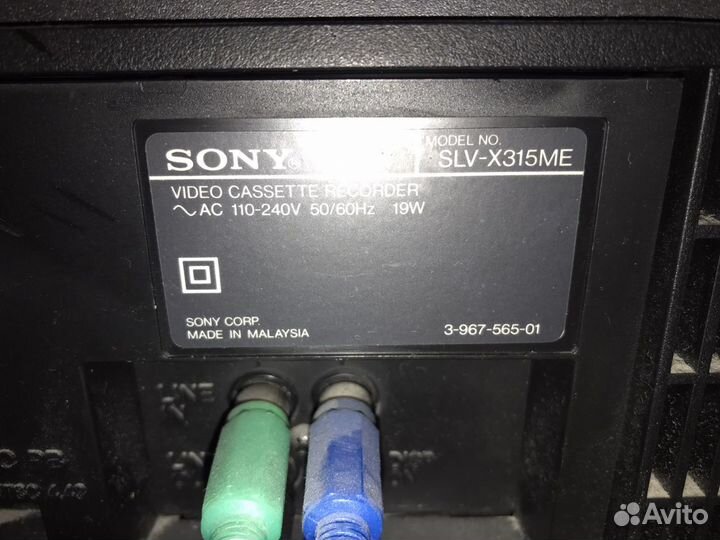 SONY
MODEL NO.
SLV-X315ME
VIDEO CASSETTE RECORDER
～AC 110-240V 50/60Hz 19W
SONY CORP.
MADE IN MALAYSIA
3-967-565-01
LINE
Avito